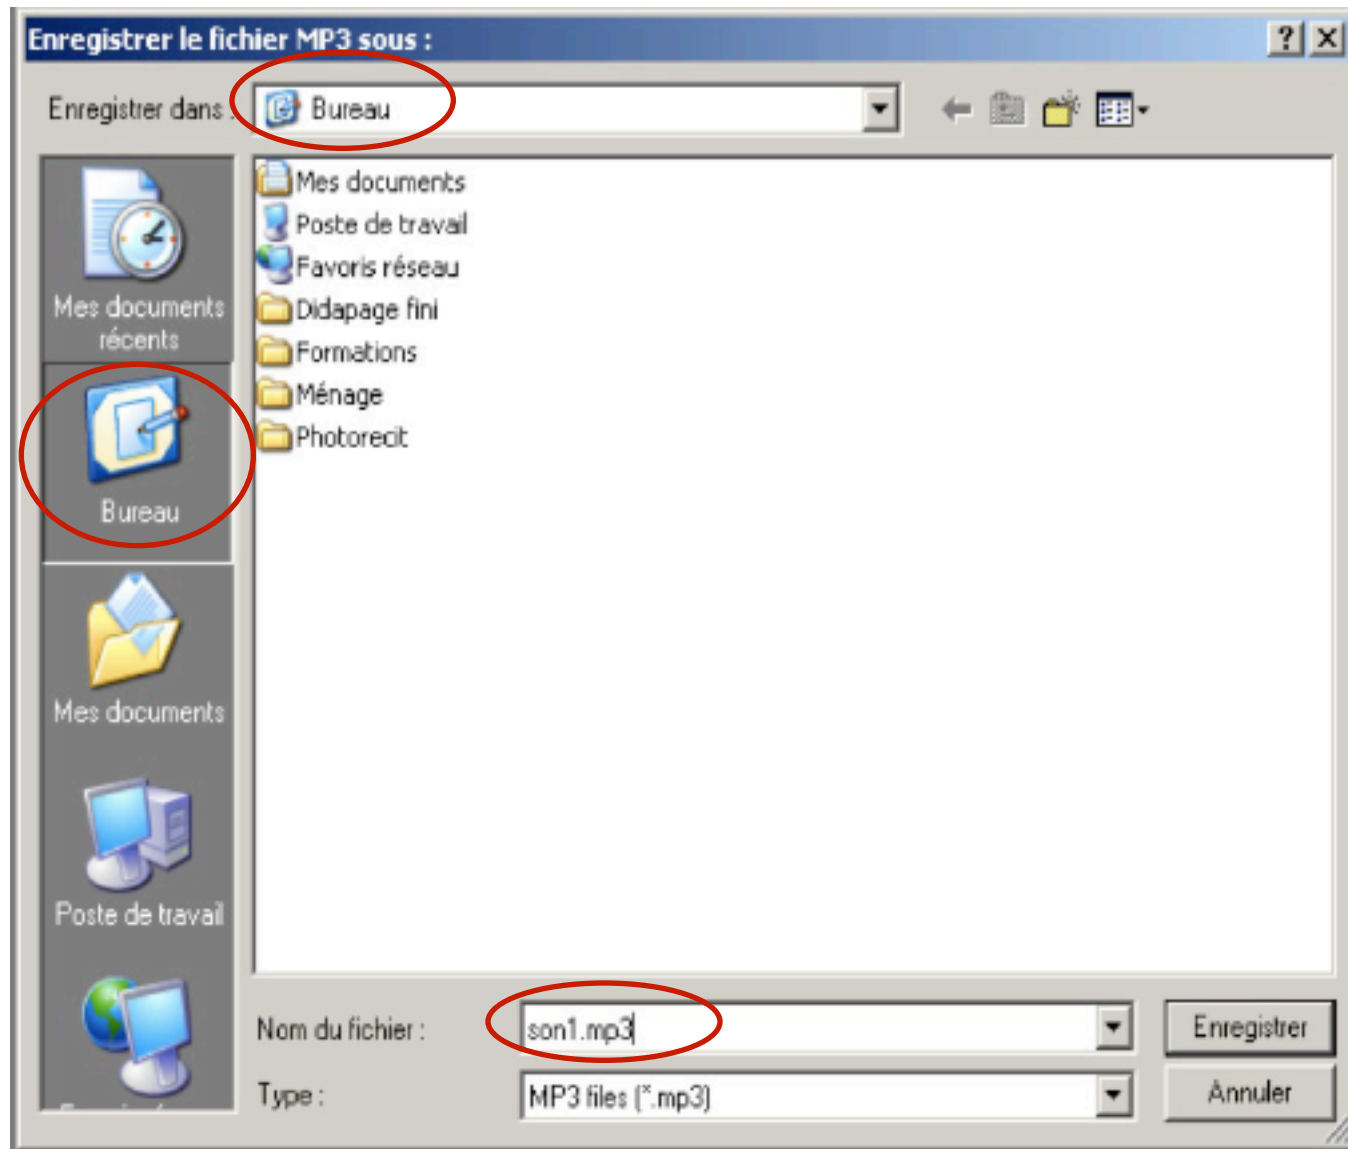 Enregistrer le fichier MP3 sous :
Enregistrer dans :
Bureau
Mes documents
récents
Bureau
Mes documents
Poste de travail
Mes documents
Poste de travail
Favoris réseau
Didapage fini
Formations
Ménage
Photorecit
Nom du fichier :
son1.mp3
Enregistrer
Type :
MP3 files (*.mp3)
Annuler